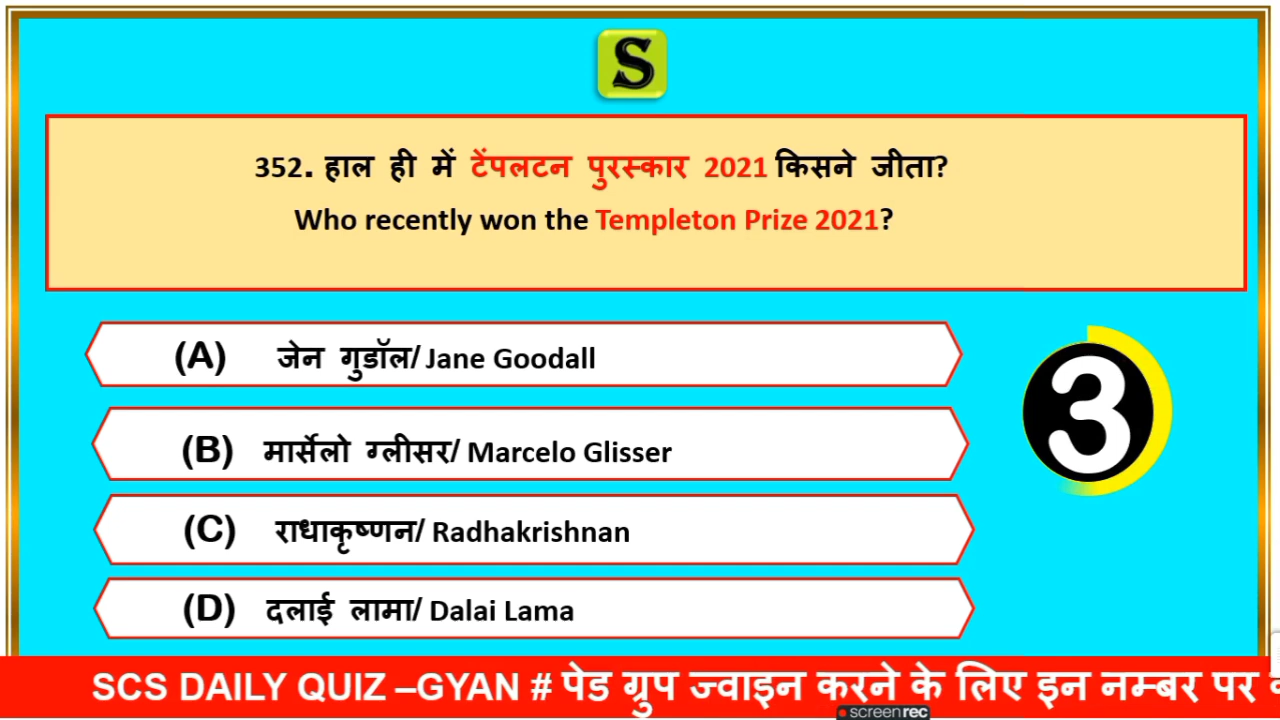 S
352. हाल ही में टेंपलटन पुरस्कार 2021 किसने जीता?
Who recently won the Templeton Prize 2021?
(A) जेन गुडॉल/ Jane Goodall
3
(B) मार्सेलो ग्लीसर/ Marcelo Glisser
(C) राधाकृष्णन/ Radhakrishnan
(D) दलाई लामा/ Dalai Lama
SCS DAILY QUIZ –GYAN # पेड ग्रुप ज्वाइन करने के लिए इन नम्बर पर
screenrec